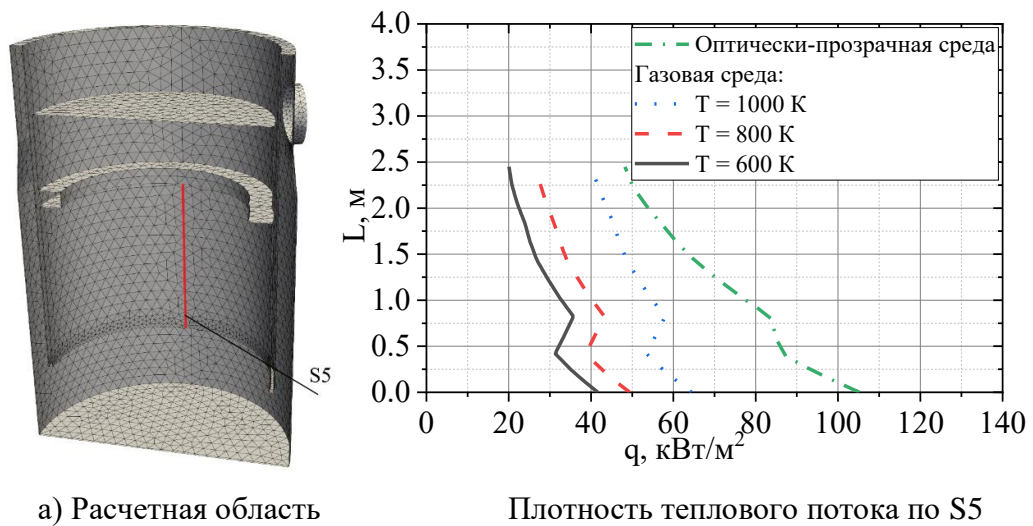 S5
4.0
3.5
3.0
2.5
2.0
1.5
1.0
0.5
0.0
L, м
Оптически-прозрачная среда
Газовая среда:
T = 1000 К
T = 800 К
T = 600 К
0 20 40 60 80 100 120 140
q, кВт/м²
а) Расчетная область
Плотность теплового потока по S5